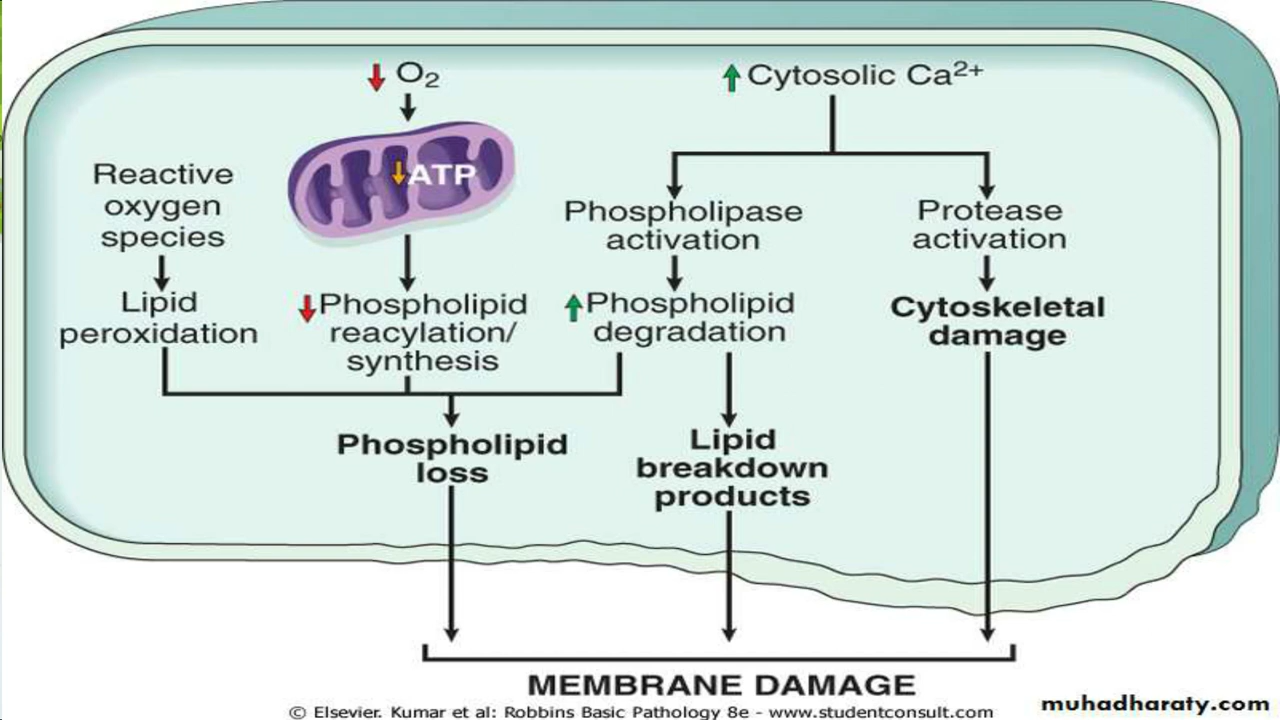 ↓ O₂
↑ Cytosolic Ca²⁺
↓ATP
Reactive
oxygen
species
Phospholipase
activation
Protease
activation
Lipid
peroxidation
↓Phospholipid
reacylation/
synthesis
↑Phospholipid
degradation
Cytoskeletal
damage
Phospholipid
loss
Lipid
breakdown
products
MEMBRANE DAMAGE
© Elsevier. Kumar et al: Robbins Basic Pathology 8e - www.studentconsult.com
muhadharaty.com